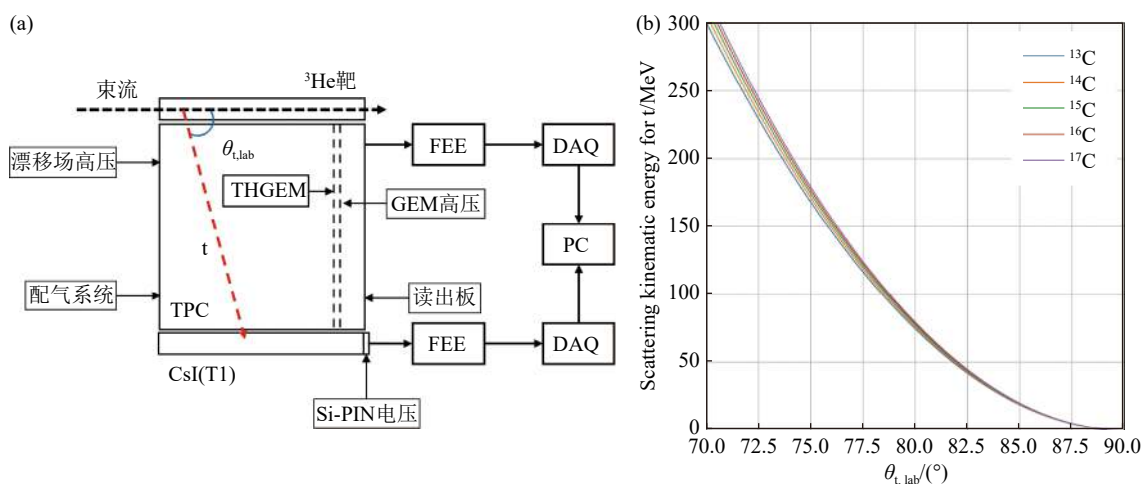 (a)
束流
³He靶
θt,lab
漂移场高压
THGEM
GEM高压
t
配气系统
TPC
读出板
CsI(T1)
Si-PIN电压
FEE
DAQ
PC
FEE
DAQ
(b)
Scattering kinematic energy for t/MeV
300
250
200
150
100
50
0
¹³C
¹⁴C
¹⁵C
¹⁶C
¹⁷C
70.0 72.5 75.0 77.5 80.0 82.5 85.0 87.5 90.0
θt, lab/(°)